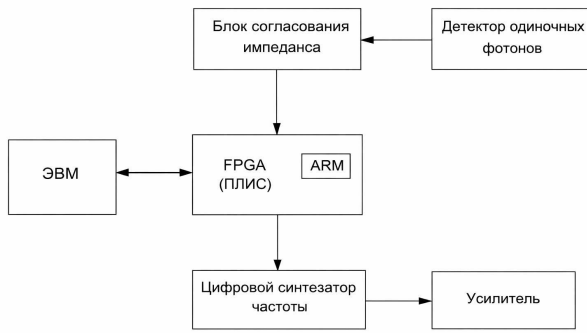 Блок согласования
импеданса
Детектор одиночных
фотонов
ЭВМ
FPGA
(ПЛИС)
ARM
Цифровой синтезатор
частоты
Усилитель